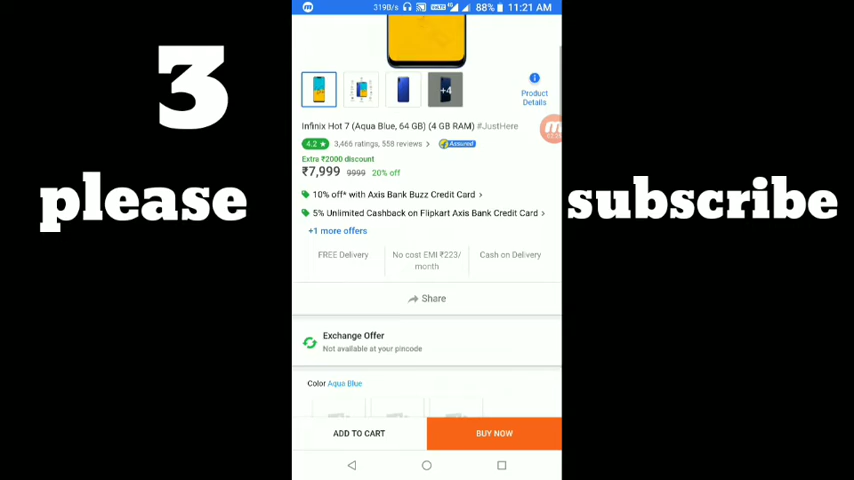 319B/s VoLTE 88% 11:21 AM
3
please
subscribe
+4
Product
Details
Infinix Hot 7 (Aqua Blue, 64 GB) (4 GB RAM) #JustHere
4.2 ★ 3,466 ratings, 558 reviews >
Assured
Extra ₹2000 discount
₹7,999 9999 20% off
10% off* with Axis Bank Buzz Credit Card >
5% Unlimited Cashback on Flipkart Axis Bank Credit Card >
+1 more offers
FREE Delivery
No cost EMI ₹223/
month
Cash on Delivery
Share
Exchange Offer
Not available at your pincode
Color Aqua Blue
ADD TO CART
BUY NOW